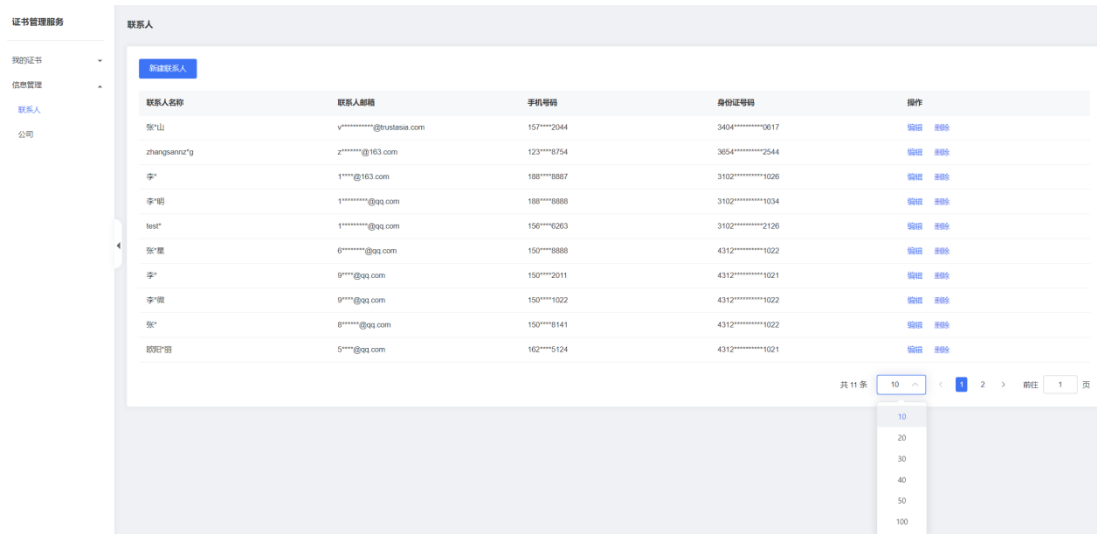 证书管理服务
联系人
我的证书
信息管理
联系人
公司
新建联系人
联系人名称 联系人邮箱 手机号码 身份证号码 操作
张*山 v***********@trustasia.com 157****2044 3404**********0617 编辑 删除
zhangsannz*g z*******@163.com 123****8754 3654**********2544 编辑 删除
李* 1****@163.com 188****8887 3102**********1026 编辑 删除
李*明 1*********@qq.com 188****8888 3102**********1034 编辑 删除
test* 1*********@qq.com 156****6263 3102**********2126 编辑 删除
张*星 6********@qq.com 150****8888 4312**********1022 编辑 删除
李* 9****@qq.com 150****2011 4312**********1021 编辑 删除
李*微 9****@qq.com 150****1022 4312**********1022 编辑 删除
张* 8******@qq.com 150****6141 4312**********1022 编辑 删除
欧阳*丽 5****@qq.com 162****5124 4312**********1021 编辑 删除
共 11 条 10 1 2 前往 1 页
10
20
30
40
50
100